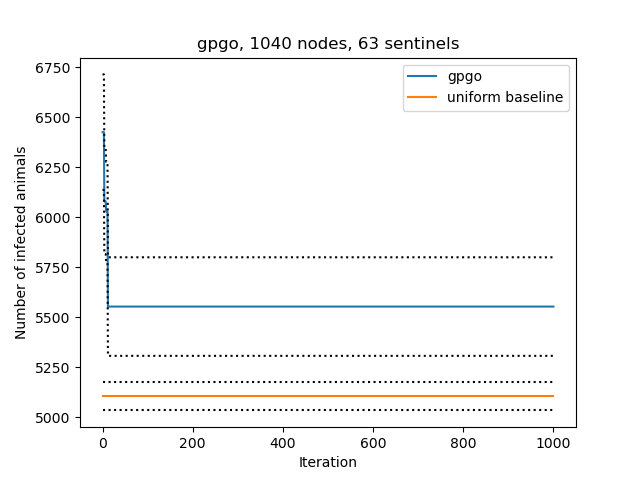 gpgo, 1040 nodes, 63 sentinels
gpgo
uniform baseline
Number of infected animals
6750
6500
6250
6000
5750
5500
5250
5000
0 200 400 600 800 1000
Iteration